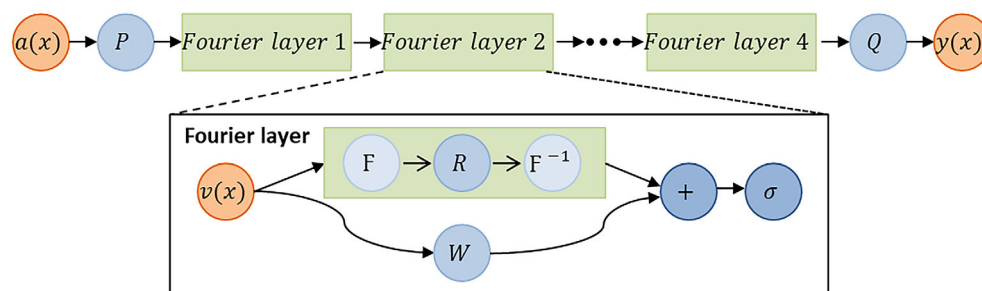 a(x) P Fourier layer 1 Fourier layer 2 Fourier layer 4 Q y(x)
Fourier layer
v(x) F R F⁻¹ + σ
W